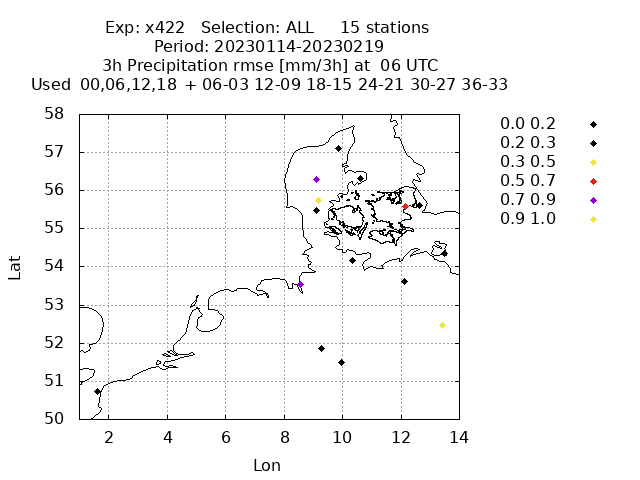 Exp: x422 Selection: ALL 15 stations
Period: 20230114-20230219
3h Precipitation rmse [mm/3h] at 06 UTC
Used 00,06,12,18 + 06-03 12-09 18-15 24-21 30-27 36-33
58
57
56
55
54
53
52
51
50
Lat
2 4 6 8 10 12 14
Lon
0.0 0.2
0.2 0.3
0.3 0.5
0.5 0.7
0.7 0.9
0.9 1.0